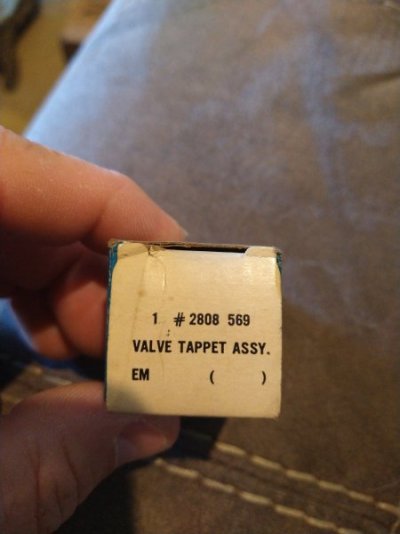 1 #2808 569
VALVE TAPPET ASSY.
EM ( )